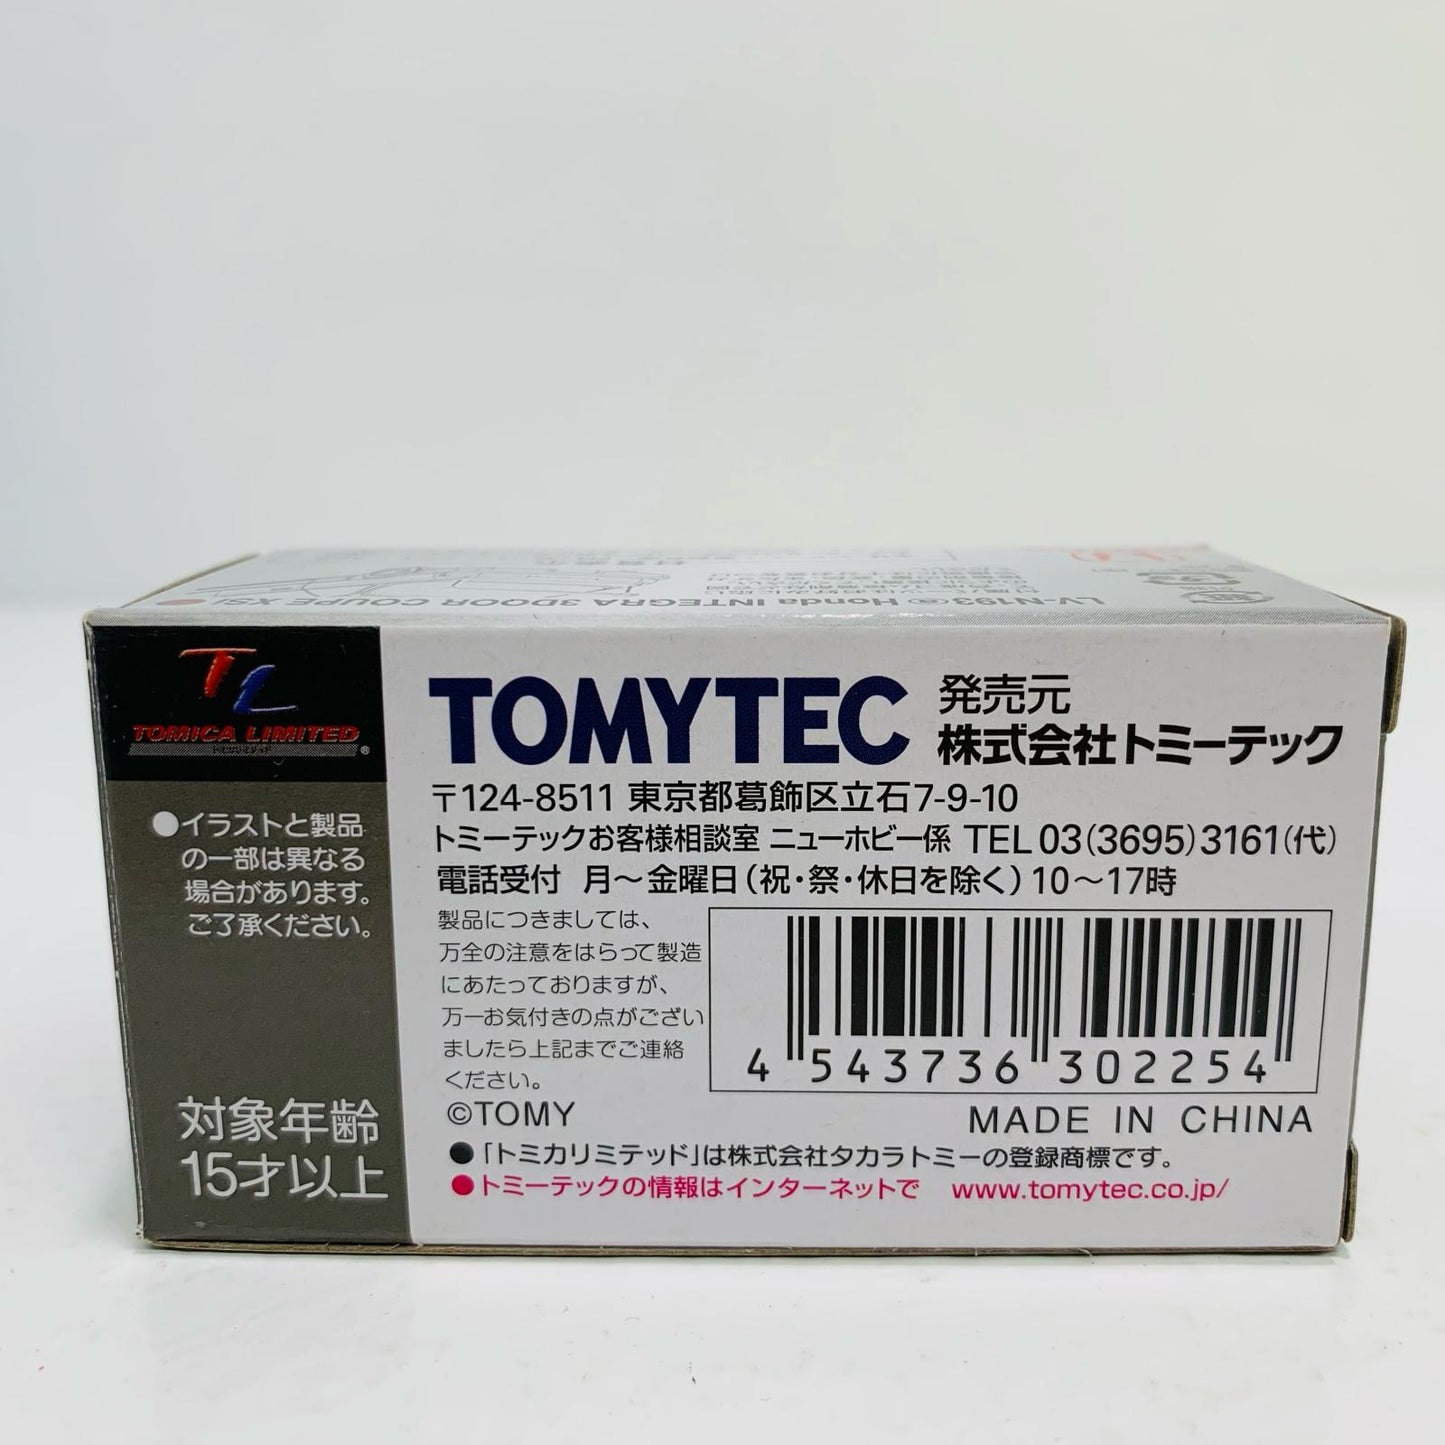 LV-N193 Honda INTEGRA 3DOOR COUPE XSi
TL
TOMICA LIMITED
®
●イラストと製品
の一部は異なる
場合があります。
ご了承ください。
対象年齢
15才以上
TOMYTEC 発売元
株式会社トミーテック
〒124-8511 東京都葛飾区立石7-9-10
トミーテックお客様相談室 ニューホビー係 TEL 03(3695)3161(代)
電話受付 月〜金曜日(祝・祭・休日を除く)10〜17時
製品につきましては、
万全の注意をはらって製造
にあたっておりますが、
万一お気付きの点がござい
ましたら上記までご連絡
ください。
4 543736 302254
©TOMY MADE IN CHINA
●「トミカリミテッド」は株式会社タカラトミーの登録商標です。
●トミーテックの情報はインターネットで www.tomytec.co.jp/